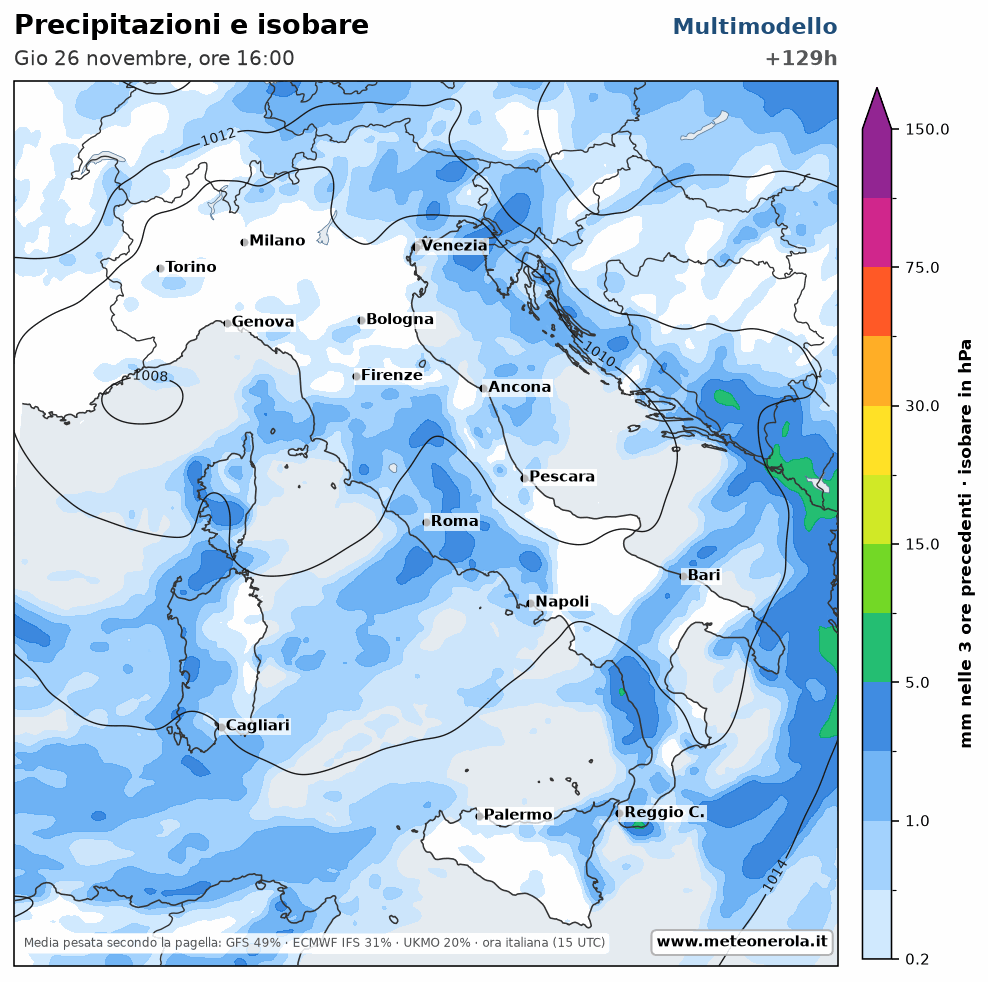 Precipitazioni e isobare
Multimodello
Gio 26 novembre, ore 16:00
+129h
1012
Milano
Venezia
Torino
Genova
Bologna
1010
1008
Firenze
Ancona
Pescara
Roma
Bari
Napoli
Cagliari
Palermo
Reggio C.
1014
Media pesata secondo la pagella: GFS 49% · ECMWF IFS 31% · UKMO 20% · ora italiana (15 UTC)
www.meteonerola.it
150.0
75.0
30.0
15.0
5.0
1.0
0.2
mm nelle 3 ore precedenti · isobare in hPa